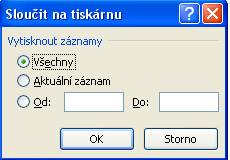 Sloučit na tiskárnu
Vytisknout záznamy
Všechny
Aktuální záznam
Od: Do:
OK Storno